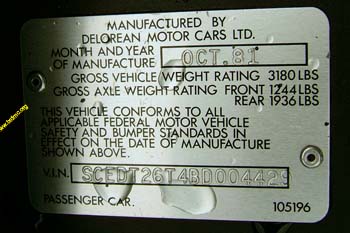 MANUFACTURED BY
DELOREAN MOTOR CARS LTD.
MONTH AND YEAR
OF MANUFACTURE OCT.81
GROSS VEHICLE WEIGHT RATING 3180 LBS
GROSS AXLE WEIGHT RATING FRONT 1244 LBS
REAR 1936 LBS
THIS VEHICLE CONFORMS TO ALL
APPLICABLE FEDERAL MOTOR VEHICLE
SAFETY AND BUMPER STANDARDS IN
EFFECT ON THE DATE OF MANUFACTURE
SHOWN ABOVE.
V.I.N. SCEDT26T4BD004429
PASSENGER CAR. 105196